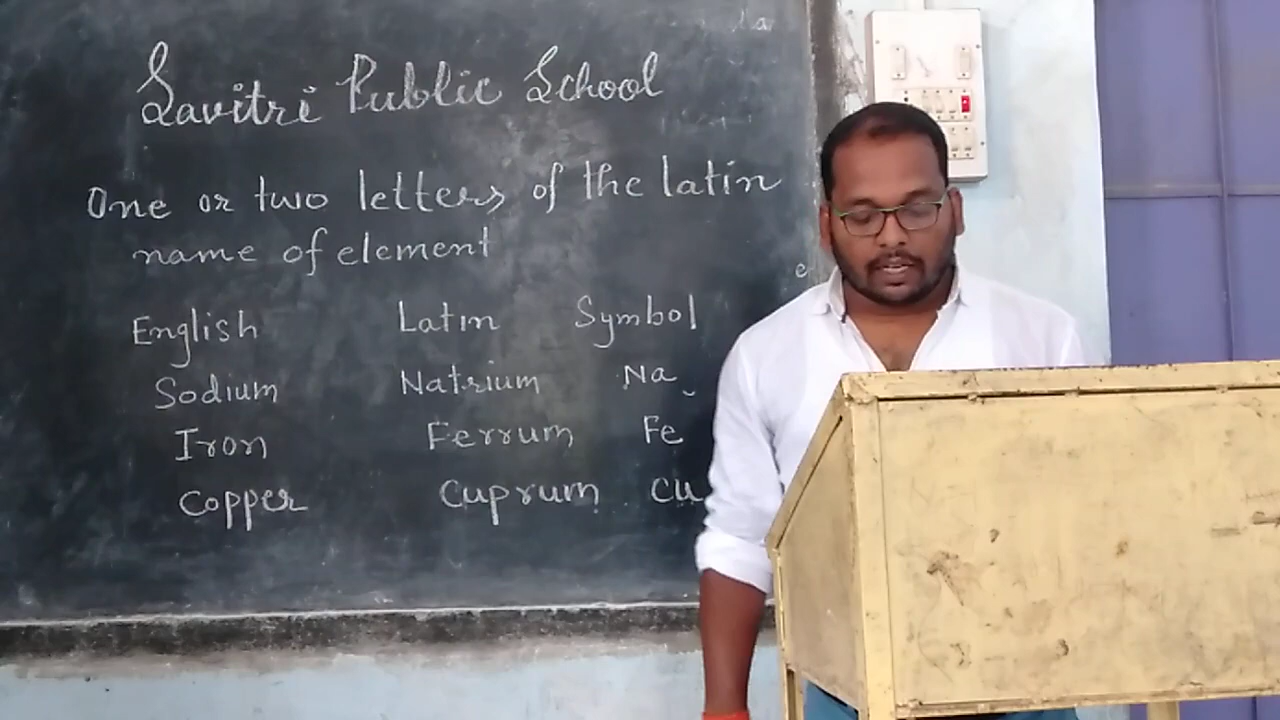 Savitri Public School
One or two letters of the latin
name of element
English Latin Symbol
Sodium Natrium Na
Iron Ferrum Fe
Copper Cuprum Cu